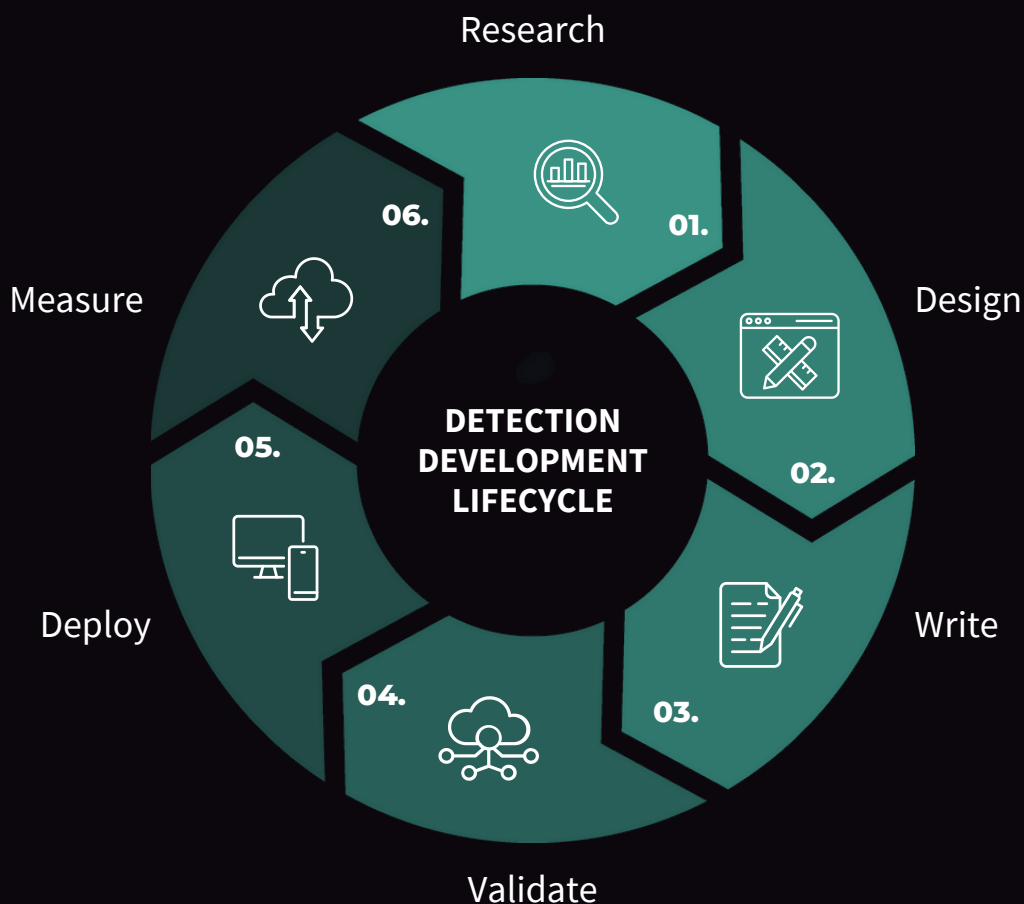 Research
01.
Design
02.
Write
03.
Validate
04.
Deploy
05.
Measure
06.
DETECTION
DEVELOPMENT
LIFECYCLE